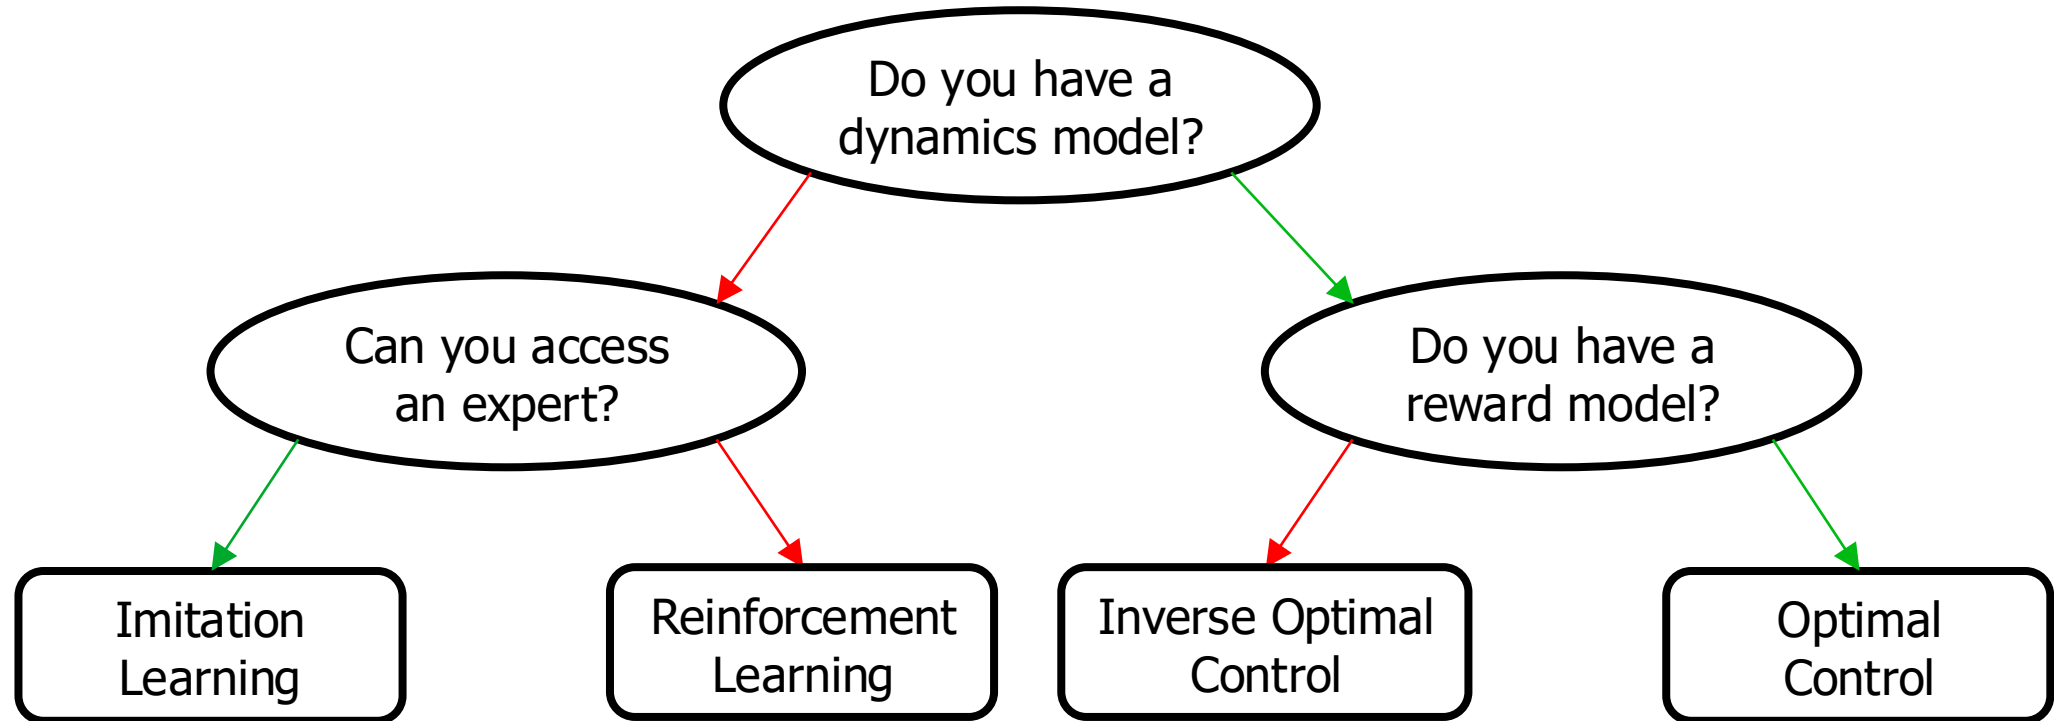 Do you have a
dynamics model?
Can you access
an expert?
Do you have a
reward model?
Imitation
Learning
Reinforcement
Learning
Inverse Optimal
Control
Optimal
Control